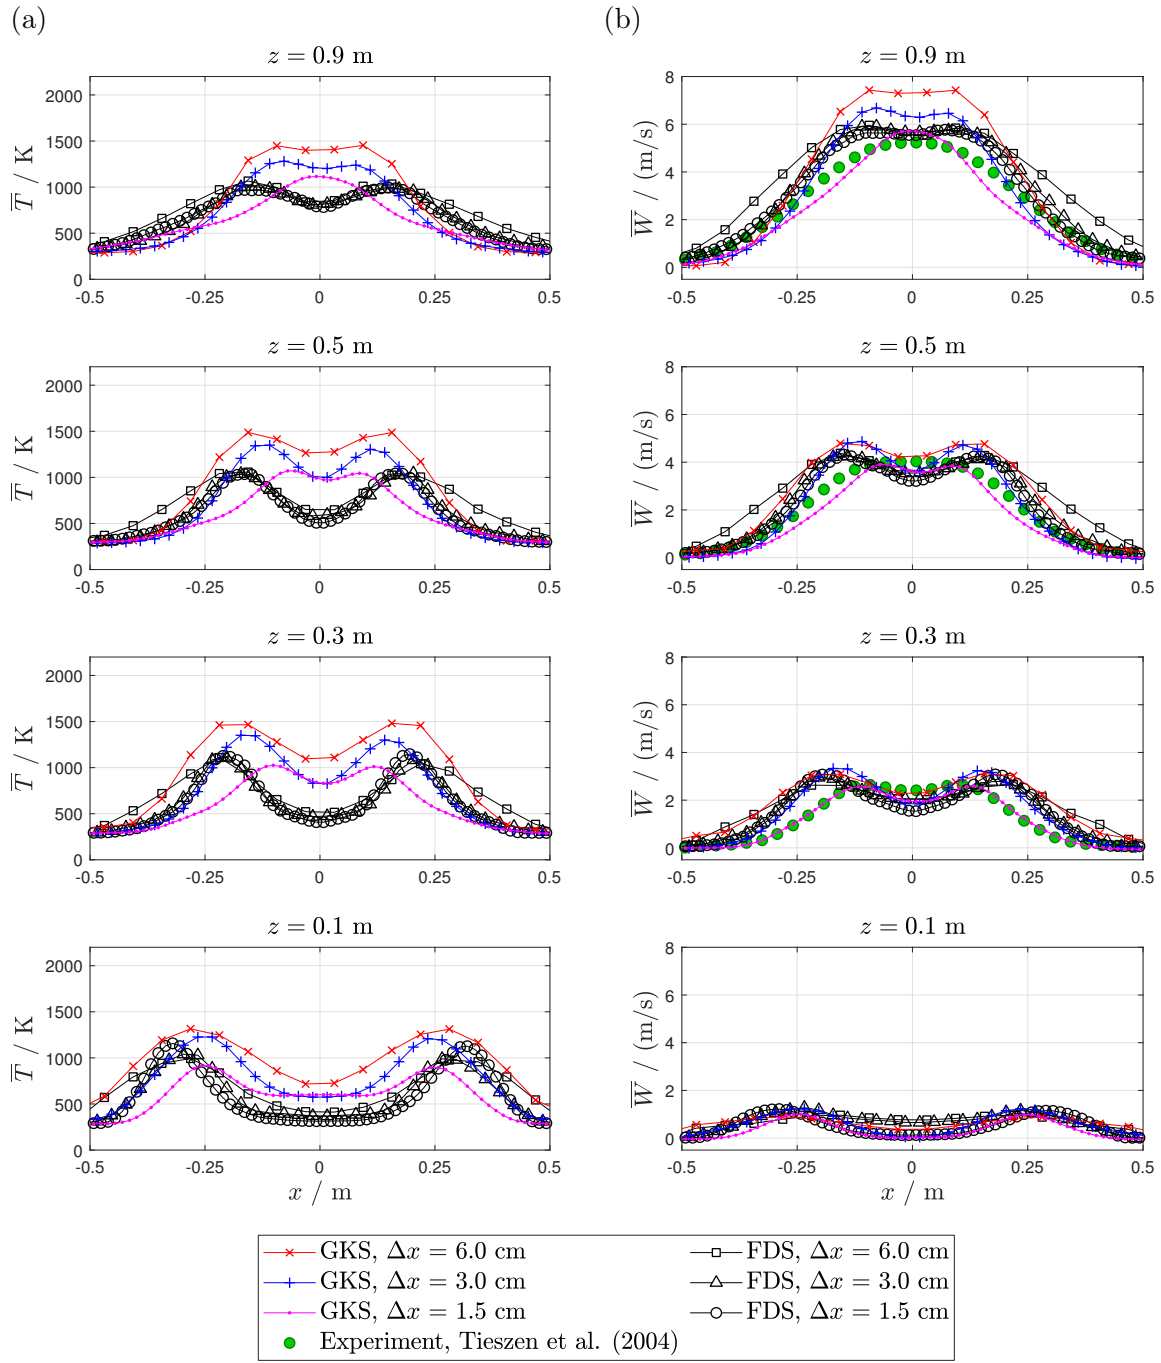 (a)
(b)
z = 0.9 m
z = 0.9 m
2000
1500
1000
500
0
T̅ / K
-0.5
-0.25
0
0.25
0.5
8
6
4
2
0
W̅ / (m/s)
-0.5
-0.25
0
0.25
0.5
z = 0.5 m
z = 0.5 m
2000
1500
1000
500
0
T̅ / K
-0.5
-0.25
0
0.25
0.5
8
6
4
2
0
W̅ / (m/s)
-0.5
-0.25
0
0.25
0.5
z = 0.3 m
z = 0.3 m
2000
1500
1000
500
0
T̅ / K
-0.5
-0.25
0
0.25
0.5
8
6
4
2
0
W̅ / (m/s)
-0.5
-0.25
0
0.25
0.5
z = 0.1 m
z = 0.1 m
2000
1500
1000
500
0
T̅ / K
-0.5
-0.25
0
0.25
0.5
x / m
8
6
4
2
0
W̅ / (m/s)
-0.5
-0.25
0
0.25
0.5
x / m
GKS, Δx = 6.0 cm
GKS, Δx = 3.0 cm
GKS, Δx = 1.5 cm
Experiment, Tieszen et al. (2004)
FDS, Δx = 6.0 cm
FDS, Δx = 3.0 cm
FDS, Δx = 1.5 cm